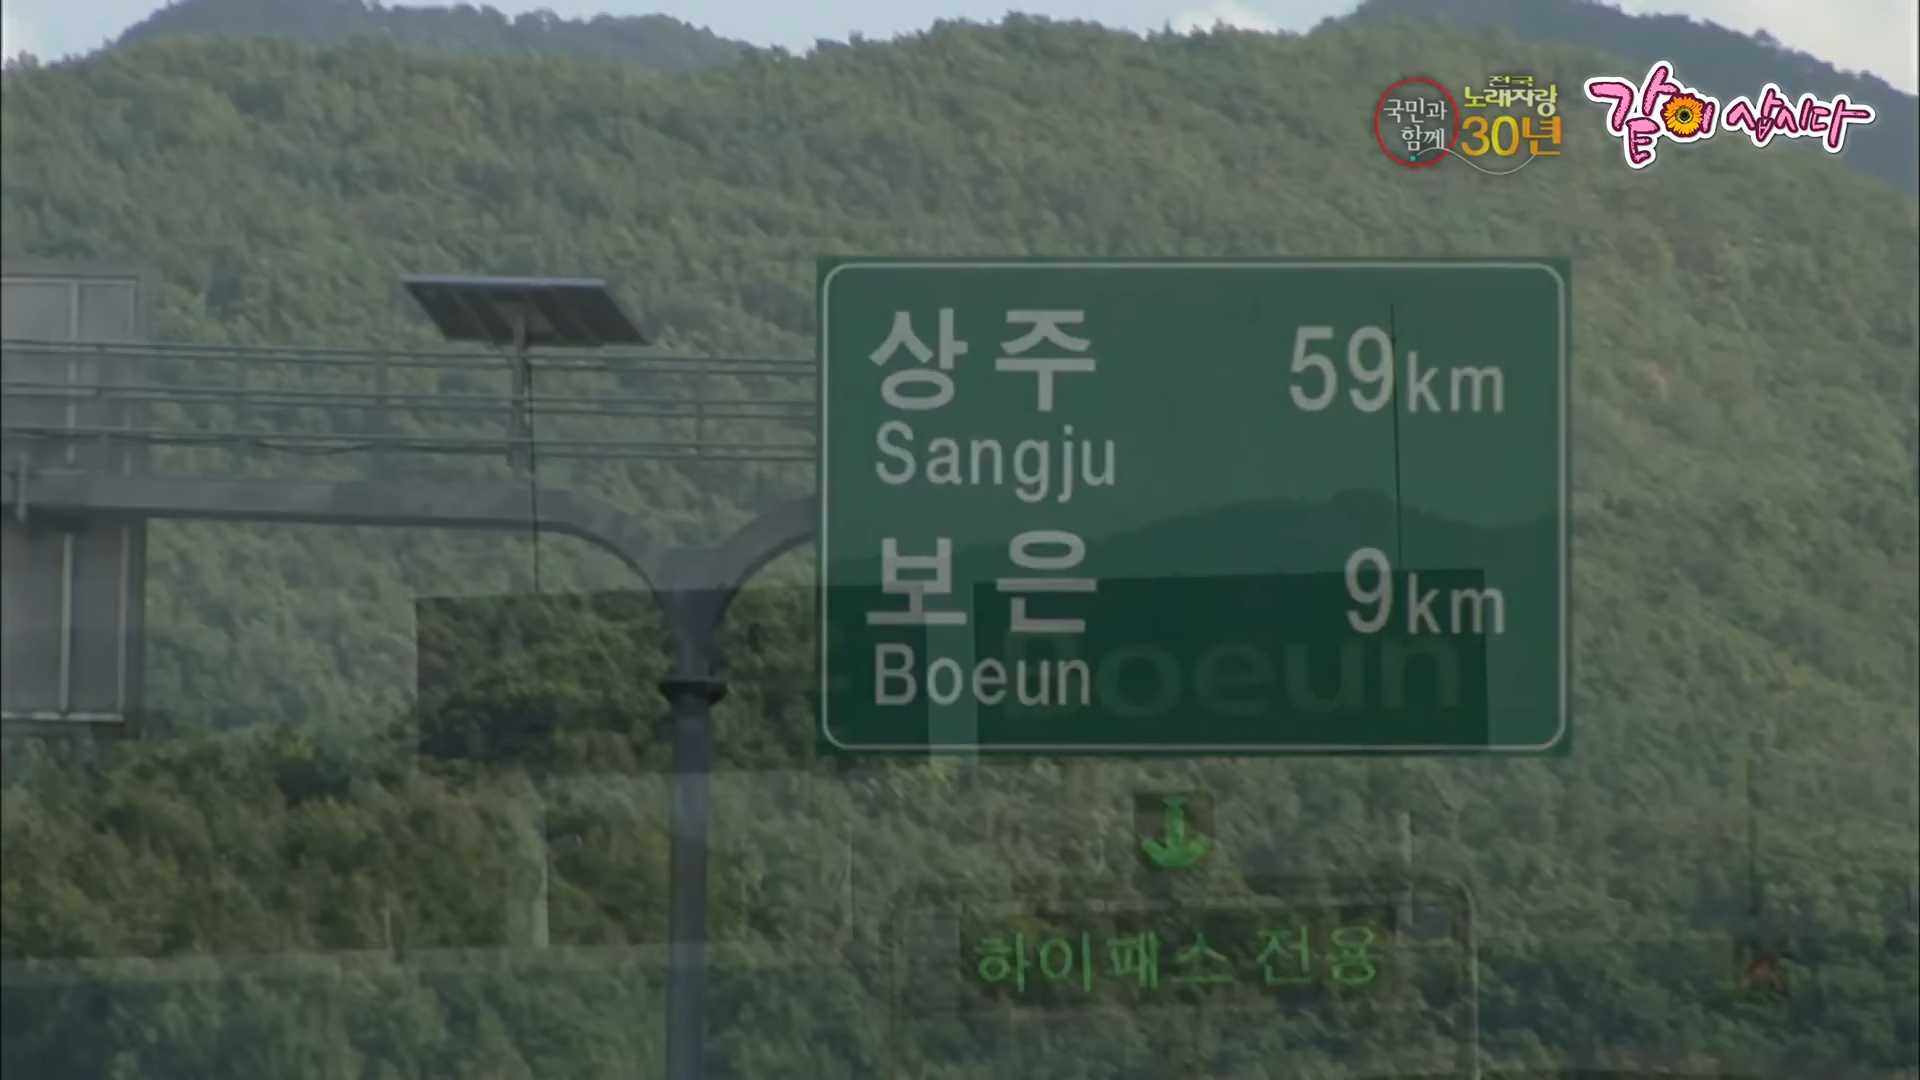 국민과
함께
전국
노래자랑
30년
같이 삽시다
상주 59km
Sangju
보은 9km
Boeun
Boeun
하이패스 전용